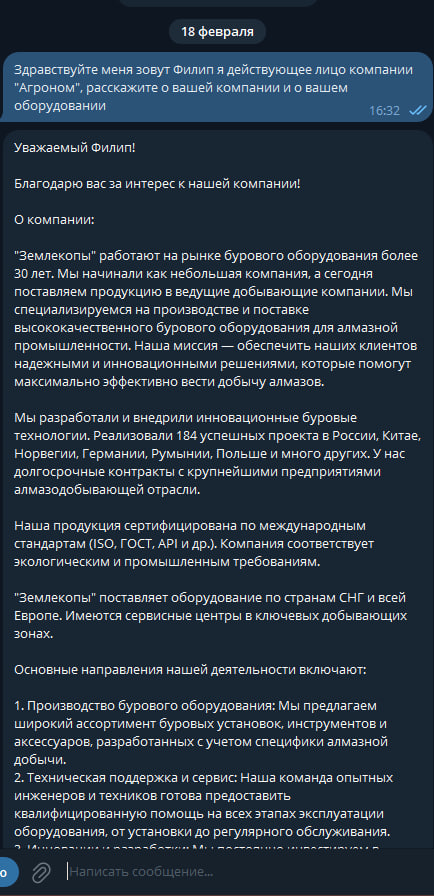 18 февраля
Здравствуйте меня зовут Филип я действующее лицо компании
"Агроном", расскажите о вашей компании и о вашем
оборудовании
16:32
Уважаемый Филип!
Благодарю вас за интерес к нашей компании!
О компании:
"Землекопы" работают на рынке бурового оборудования более
30 лет. Мы начинали как небольшая компания, а сегодня
поставляем продукцию в ведущие добывающие компании. Мы
специализируемся на производстве и поставке
высококачественного бурового оборудования для алмазной
промышленности. Наша миссия — обеспечить наших клиентов
надежными и инновационными решениями, которые помогут
максимально эффективно вести добычу алмазов.
Мы разработали и внедрили инновационные буровые
технологии. Реализовали 184 успешных проекта в России, Китае,
Норвегии, Германии, Румынии, Польше и много других. У нас
долгосрочные контракты с крупнейшими предприятиями
алмазодобывающей отрасли.
Наша продукция сертифицирована по международным
стандартам (ISO, ГОСТ, API и др.). Компания соответствует
экологическим и промышленным требованиям.
"Землекопы" поставляет оборудование по странам СНГ и всей
Европе. Имеются сервисные центры в ключевых добывающих
зонах.
Основные направления нашей деятельности включают:
1. Производство бурового оборудования: Мы предлагаем
широкий ассортимент буровых установок, инструментов и
аксессуаров, разработанных с учетом специфики алмазной
добычи.
2. Техническая поддержка и сервис: Наша команда опытных
инженеров и техников готова предоставить
квалифицированную помощь на всех этапах эксплуатации
оборудования, от установки до регулярного обслуживания.
3. Инновации и разработки: Мы постоянно инвестируем в
ю
Написать сообщение...